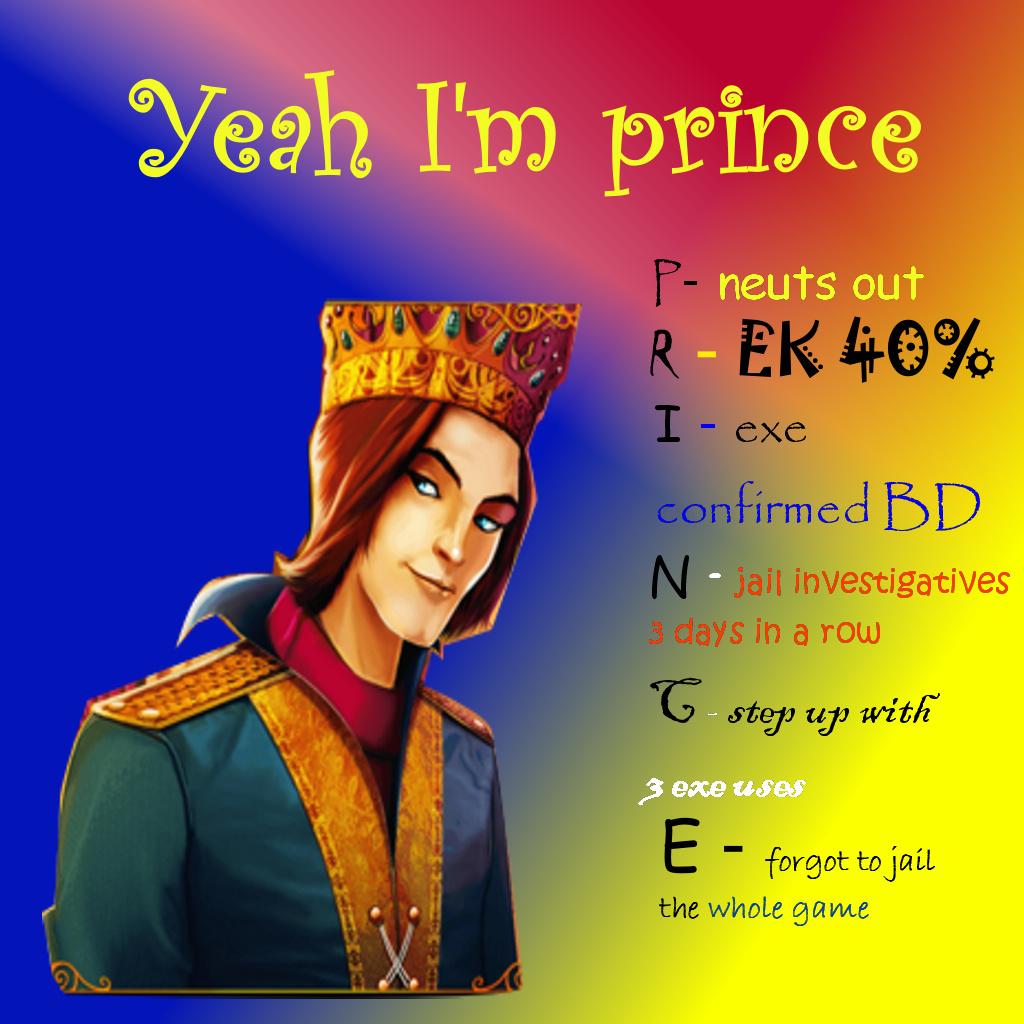 Yeah I'm prince
P- neuts out
R - EK 40%
I - exe
confirmed BD
N - jail investigatives
3 days in a row
C - step up with
3 exe uses
E - forgot to jail
the whole game